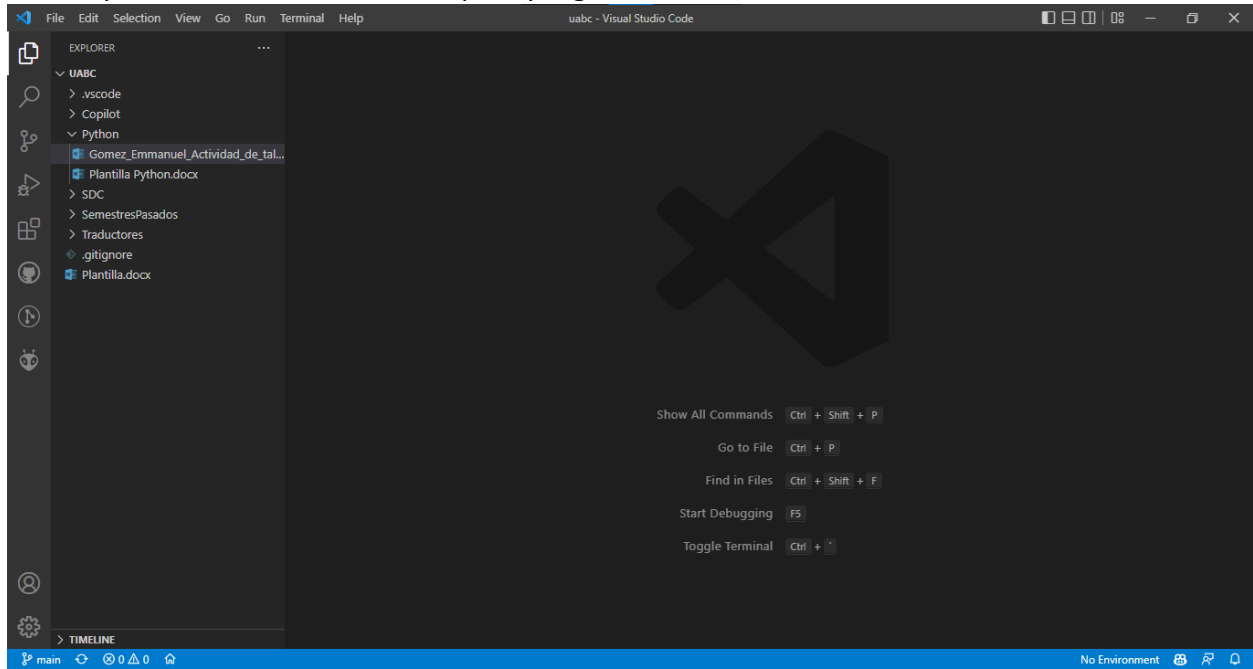 File Edit Selection View Go Run Terminal Help uabc - Visual Studio Code
EXPLORER ...
UABC
.vscode
Copilot
Python
Gomez_Emmanuel_Actividad_de_tal...
Plantilla Python.docx
SDC
SemestresPasados
Traductores
.gitignore
Plantilla.docx
Show All Commands Ctrl + Shift + P
Go to File Ctrl + P
Find in Files Ctrl + Shift + F
Start Debugging F5
Toggle Terminal Ctrl + `
TIMELINE
main 0 0 No Environment